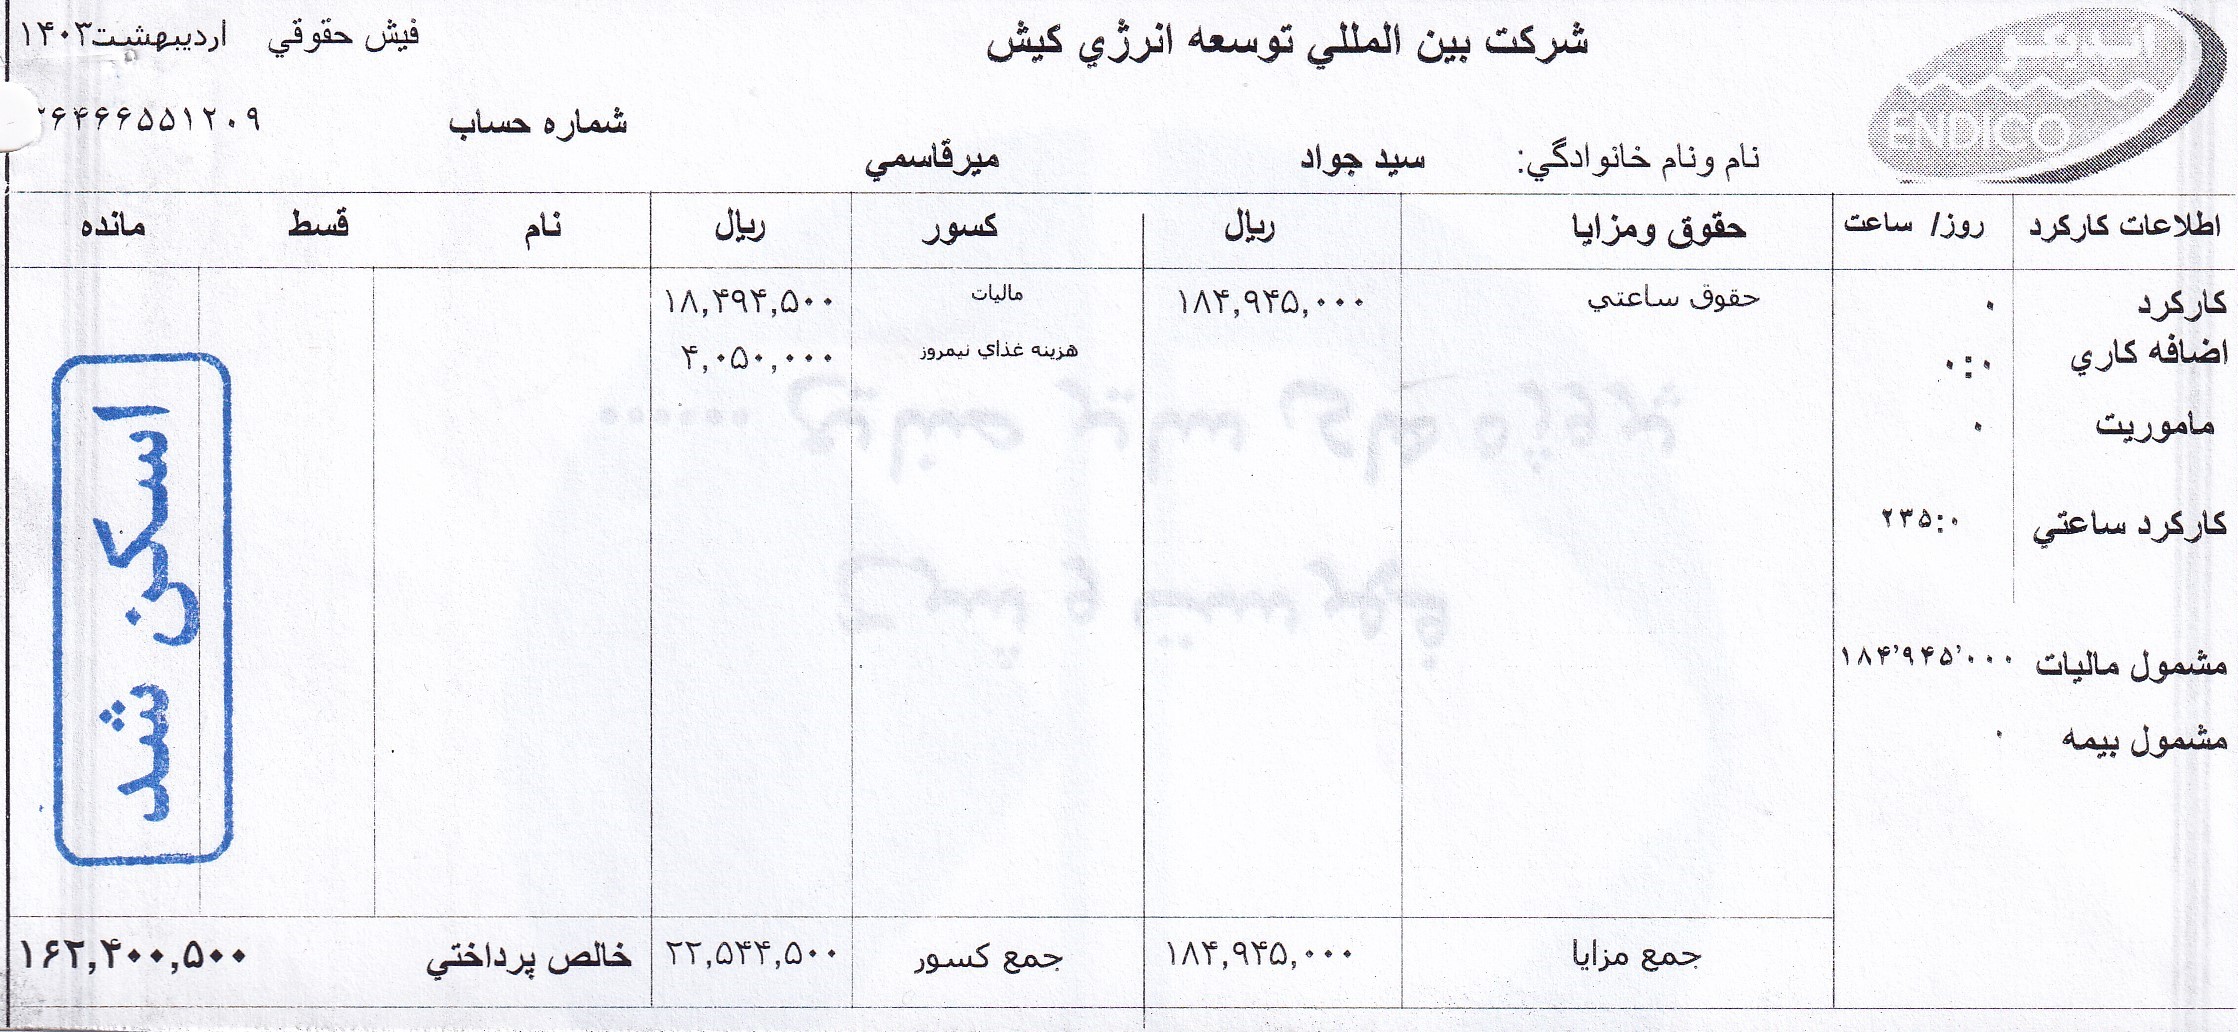 شركت بين المللي توسعه انرژي كيش
فيش حقوقي ارديبهشت۱۴۰۳
ENDICO
شماره حساب ۶۴۶۶۵۵۱۲۰۹
نام ونام خانوادگي: سيد جواد ميرقاسمي
اطلاعات كاركرد روز/ ساعت حقوق ومزايا ريال كسور ريال نام قسط مانده
كاركرد ۰ حقوق ساعتي ۱۸۴,۹۴۵,۰۰۰ ماليات ۱۸,۴۹۴,۵۰۰
اضافه كاري ۰:۰ هزينه غذاي نيمروز ۴,۰۵۰,۰۰۰
ماموريت ۰
كاركرد ساعتي ۲۳۵:۰
مشمول ماليات ۱۸۴٬۹۴۵٬۰۰۰
مشمول بيمه ۰
اسکن شد
جمع مزايا ۱۸۴,۹۴۵,۰۰۰ جمع كسور ۲۲,۵۴۴,۵۰۰ خالص پرداختي ۱۶۲,۴۰۰,۵۰۰